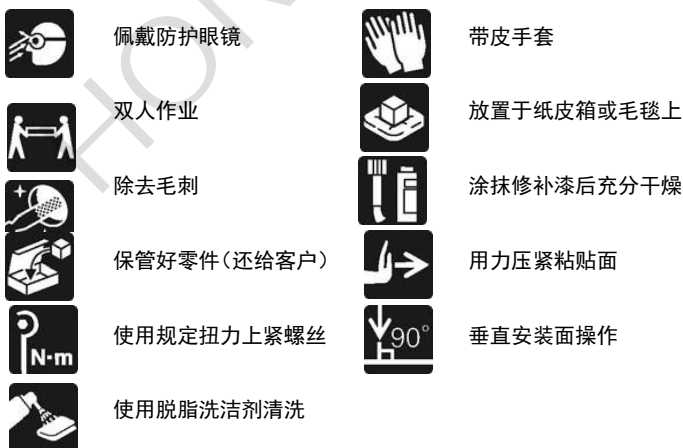 佩戴防护眼镜
带皮手套
双人作业
放置于纸皮箱或毛毯上
除去毛刺
涂抹修补漆后充分干燥
保管好零件(还给客户)
用力压紧粘贴面
N·m
使用规定扭力上紧螺丝
90°
垂直安装面操作
使用脱脂洗洁剂清洗
HON